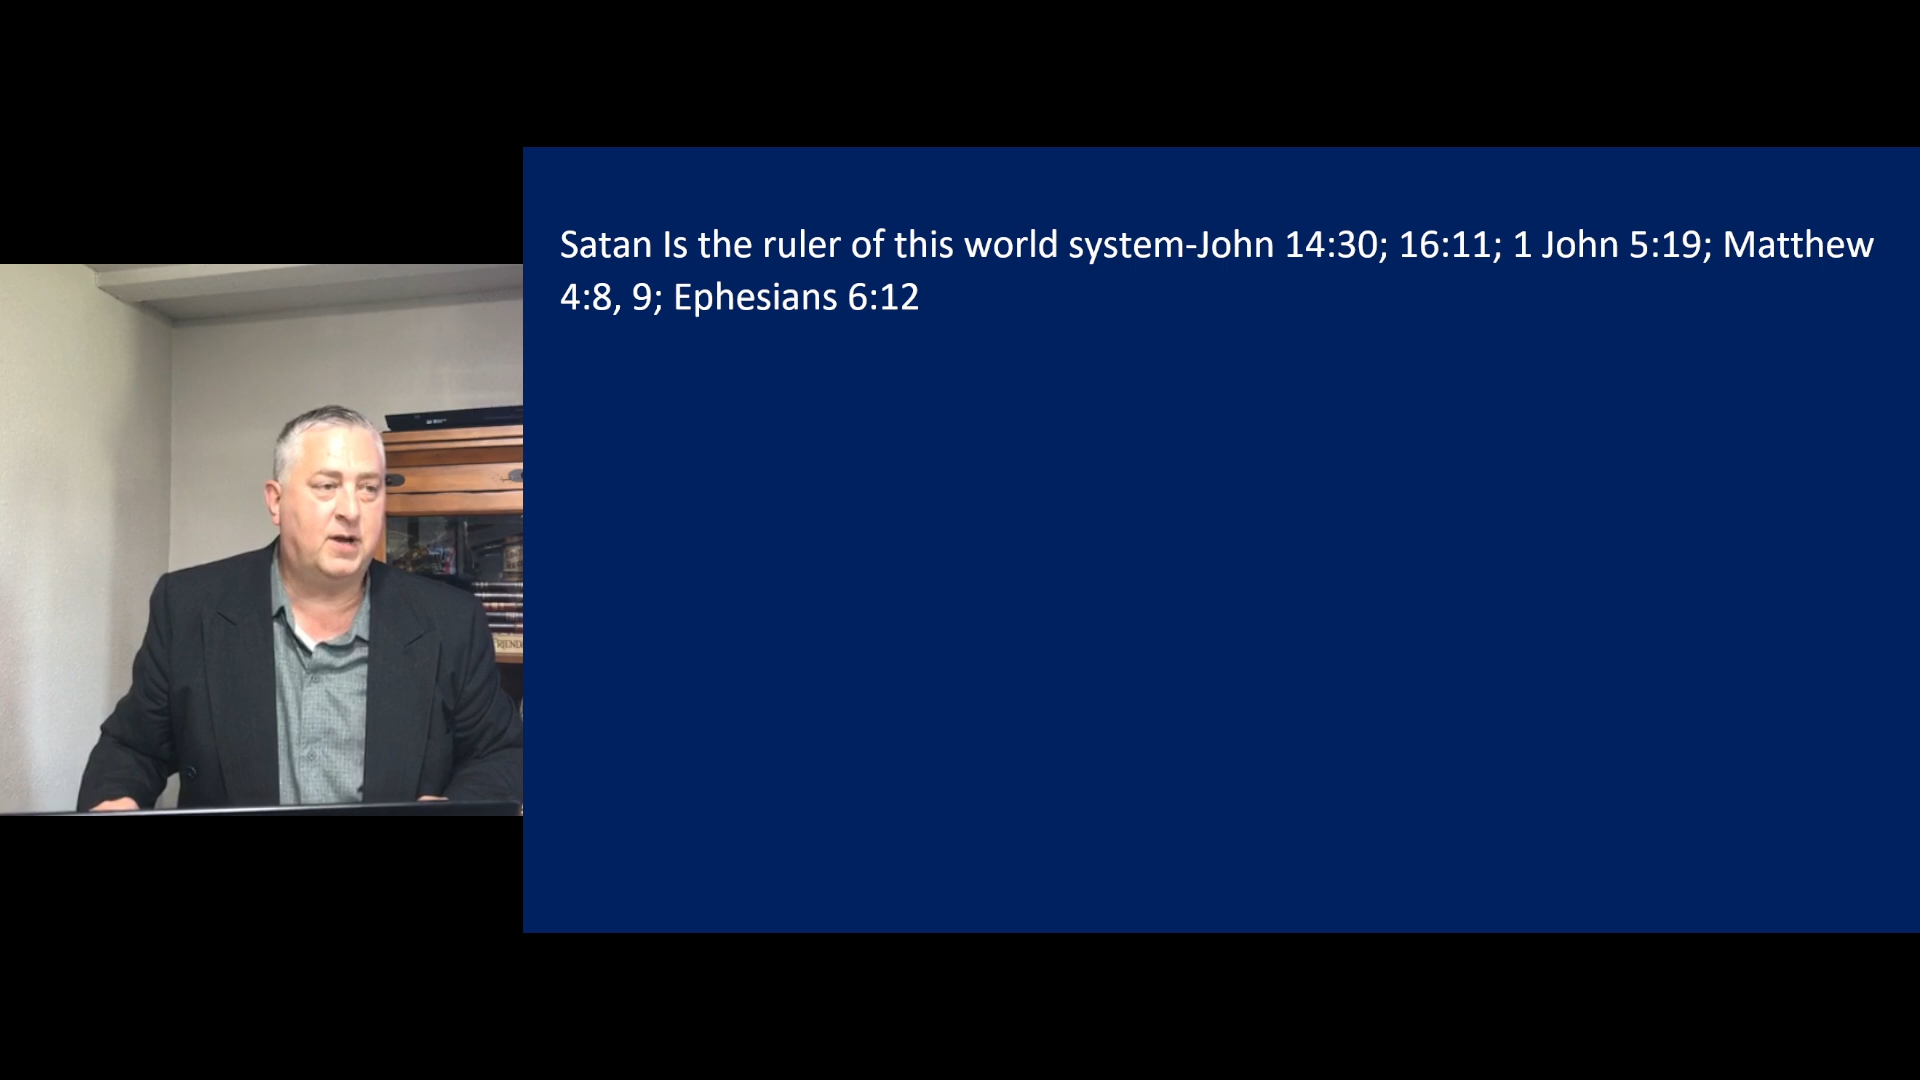 Satan Is the ruler of this world system-John 14:30; 16:11; 1 John 5:19; Matthew
4:8, 9; Ephesians 6:12